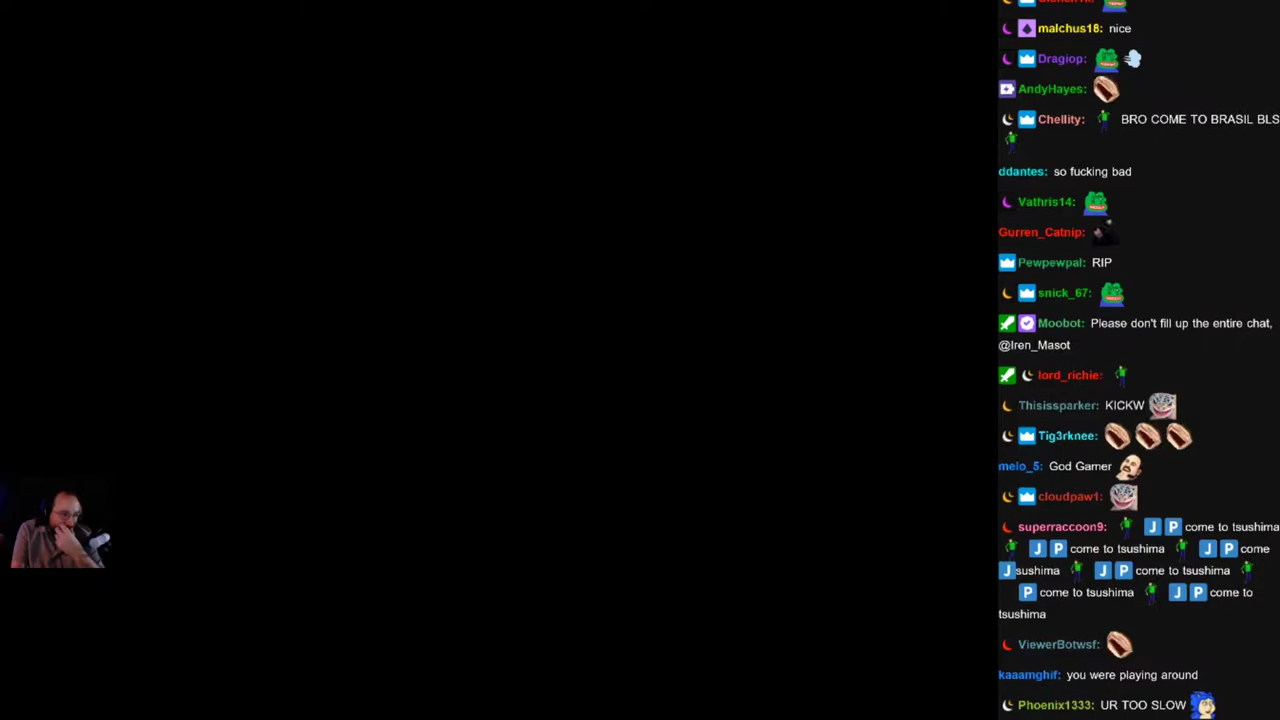 malchus18: nice
Dragiop:
AndyHayes:
Chellity: BRO COME TO BRASIL BLS
ddantes: so fucking bad
Vathris14:
Gurren_Catnip:
Pewpewpal: RIP
snick_67:
Moobot: Please don't fill up the entire chat,
@Iren_Masot
lord_richie:
Thisissparker: KICKW
Tig3rknee:
melo_5: God Gamer
cloudpaw1:
superraccoon9: J P come to tsushima
J P come to tsushima J P come
J sushima J P come to tsushima
P come to tsushima J P come to
tsushima
ViewerBotwsf:
kaaamghif: you were playing around
Phoenix1333: UR TOO SLOW